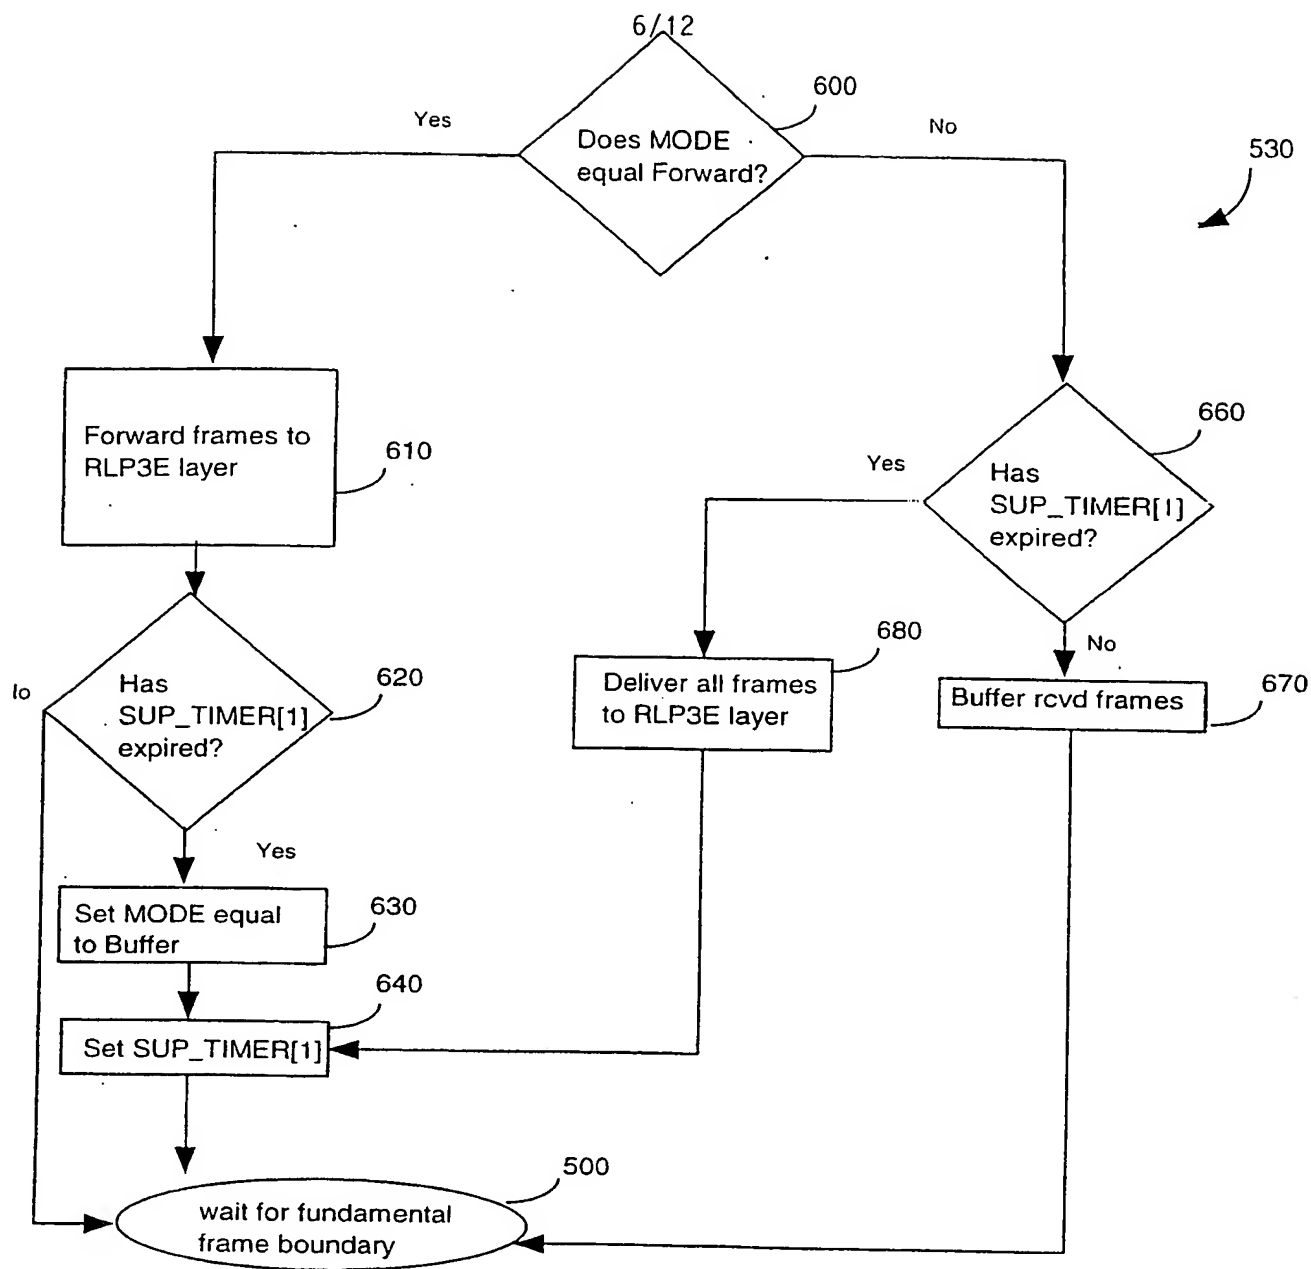 6/12
600
Yes
No
Does MODE
equal Forward?
530
Forward frames to
RLP3E layer
610
660
Yes
Has
SUP_TIMER[1]
expired?
No
680
Deliver all frames
to RLP3E layer
Buffer rcvd frames
670
lo
Has
SUP_TIMER[1]
expired?
620
Yes
Set MODE equal
to Buffer
630
640
Set SUP_TIMER[1]
500
wait for fundamental
frame boundary